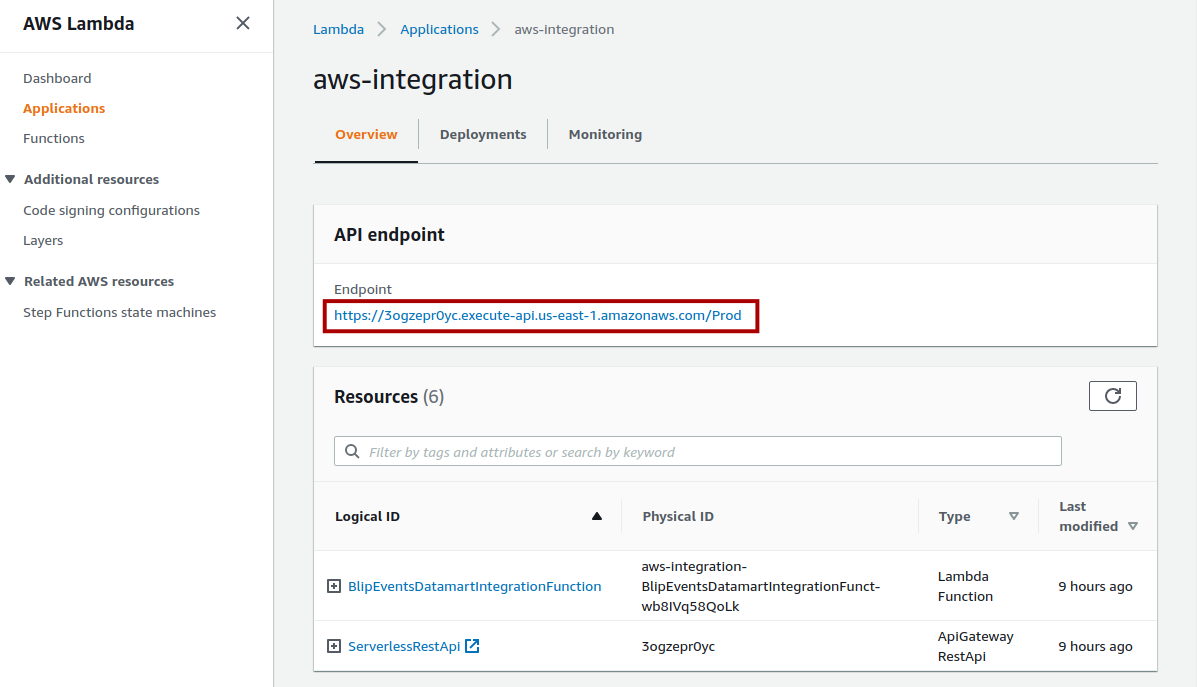 AWS Lambda
Dashboard
Applications
Functions
Additional resources
Code signing configurations
Layers
Related AWS resources
Step Functions state machines
Lambda > Applications > aws-integration
aws-integration
Overview
Deployments
Monitoring
API endpoint
Endpoint
https://3ogzepr0yc.execute-api.us-east-1.amazonaws.com/Prod
Resources (6)
Filter by tags and attributes or search by keyword
Logical ID
Physical ID
Type
Last
modified
BlipEventsDatamartIntegrationFunction
aws-integration-
BlipEventsDatamartIntegrationFunct-
wb8IVq58QoLk
Lambda
Function
9 hours ago
ServerlessRestApi
3ogzepr0yc
ApiGateway
RestApi
9 hours ago